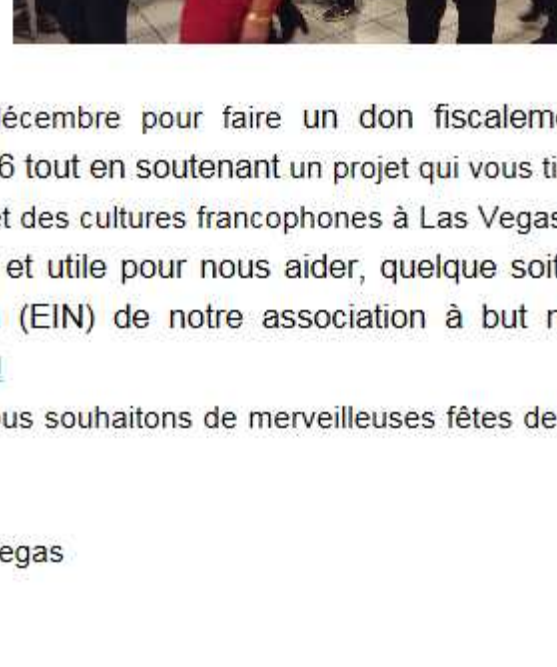 décembre pour faire un don fiscalem
6 tout en soutenant un projet qui vous ti
et des cultures francophones à Las Vegas
et utile pour nous aider, quelque soit
(EIN) de notre association à but n
ous souhaitons de merveilleuses fêtes de
egas